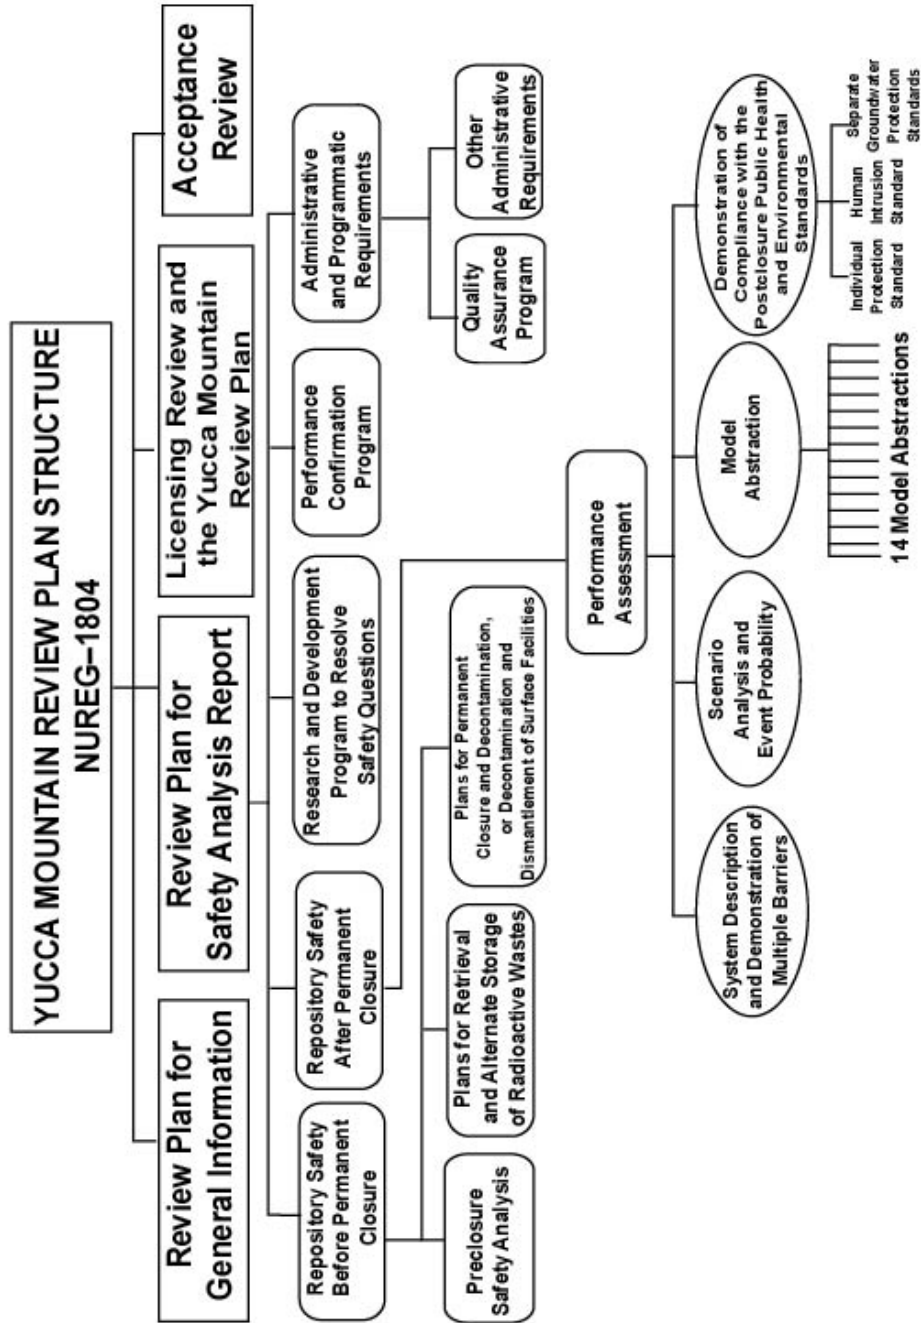 YUCCA MOUNTAIN REVIEW PLAN STRUCTURE
NUREG–1804
Review Plan for
General Information
Review Plan for
Safety Analysis Report
Licensing Review and
the Yucca Mountain
Review Plan
Acceptance
Review
Repository Safety
Before Permanent
Closure
Repository Safety
After Permanent
Closure
Research and Development
Program to Resolve
Safety Questions
Performance
Confirmation
Program
Administrative
and Programmatic
Requirements
Preclosure
Safety Analysis
Plans for Retrieval
and Alternate Storage
of Radioactive Wastes
Plans for Permanent
Closure and Decontamination,
or Decontamination and
Dismantlement of Surface Facilities
Quality
Assurance
Program
Other
Administrative
Requirements
Performance
Assessment
System Description
and Demonstration of
Multiple Barriers
Scenario
Analysis and
Event Probability
Model
Abstraction
Demonstration of
Compliance with the
Postclosure Public Health
and Environmental
Standards
14 Model Abstracts
Individual
Protection
Standard
Human
Intrusion
Standard
Separate
Groundwater
Protection
Standards